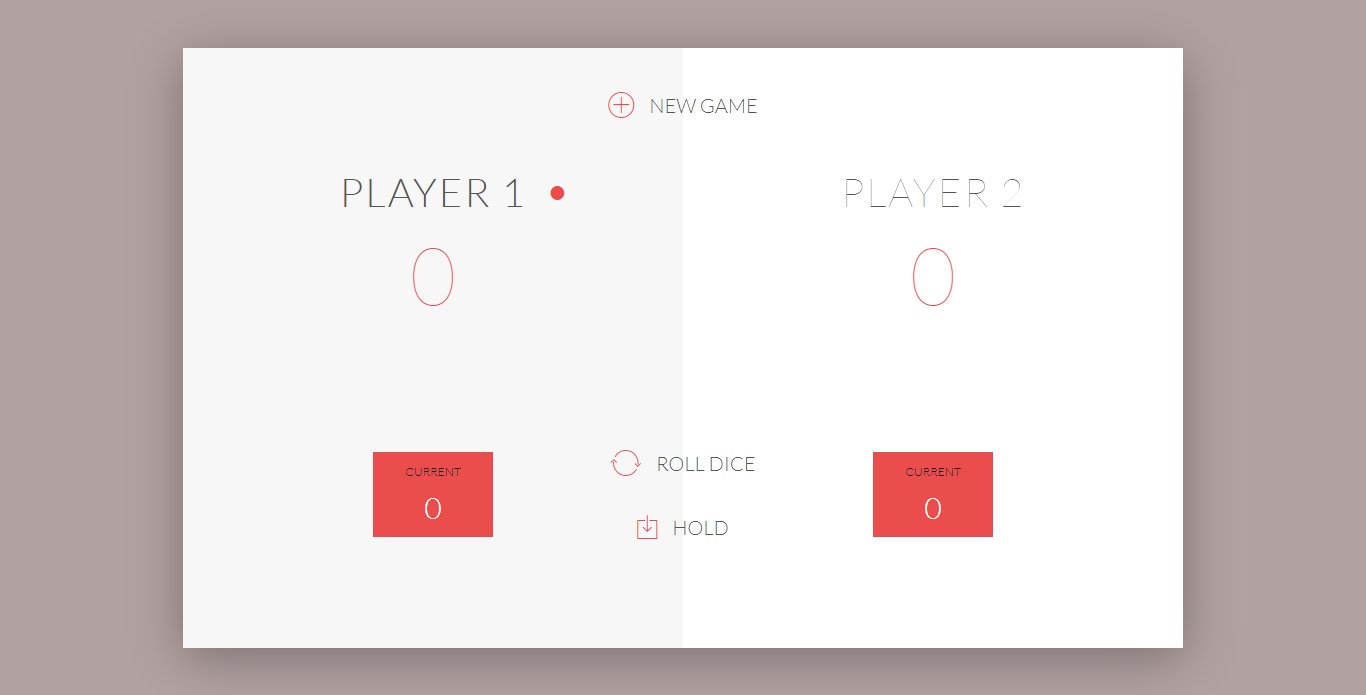 NEW GAME
PLAYER 1
PLAYER 2
0
0
CURRENT
0
ROLL DICE
HOLD
CURRENT
0